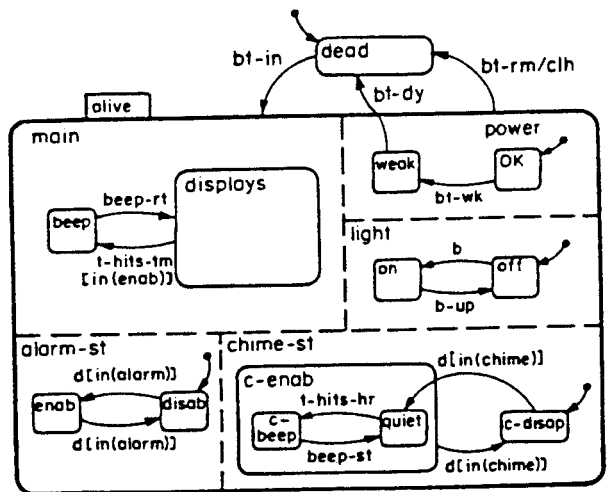 dead
bt-in
bt-rm/clh
bt-dy
alive
main
power
weak
OK
displays
beep-rt
bt-wk
beep
light
t-hits-tm
[in(enab)]
b
on
off
b-up
alarm-st
chime-st
d[in(alarm)]
d[in(chime)]
c-enab
t-hits-hr
enab
disab
c-
beep
quiet
c-disap
beep-st
d[in(alarm)]
d[in(chime)]